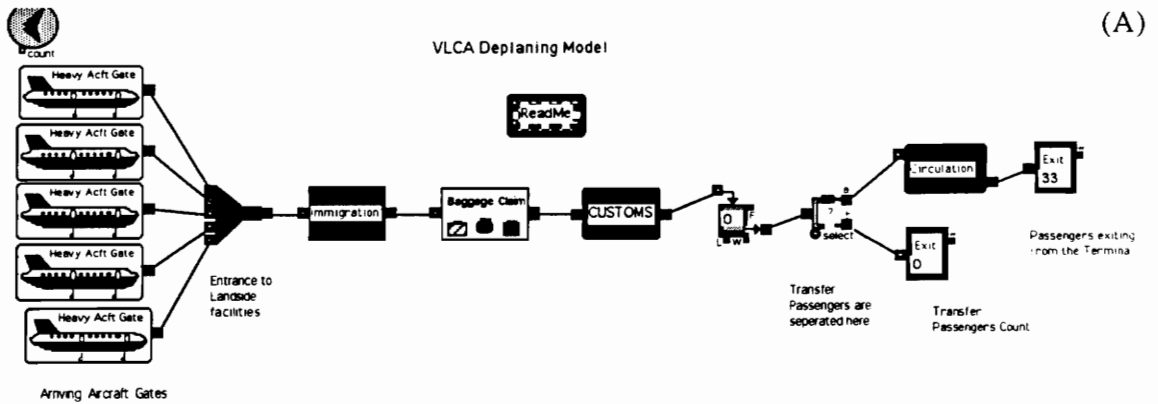 (A)
count
VLCA Deplaning Model
Heavy Acft Gate
Heavy Acft Gate
Heavy Acft Gate
Heavy Acft Gate
Heavy Acft Gate
ReadMe
Immigration
Baggage Claim
CUSTOMS
0
F
L W
a
?
b
select
Circulation
Exit
33
Exit
0
Entrance to
Landside
facilities
Transfer
Passengers are
seperated here
Transfer
Passengers Count
Passengers exiting
from the Termina
Arriving Aircraft Gates